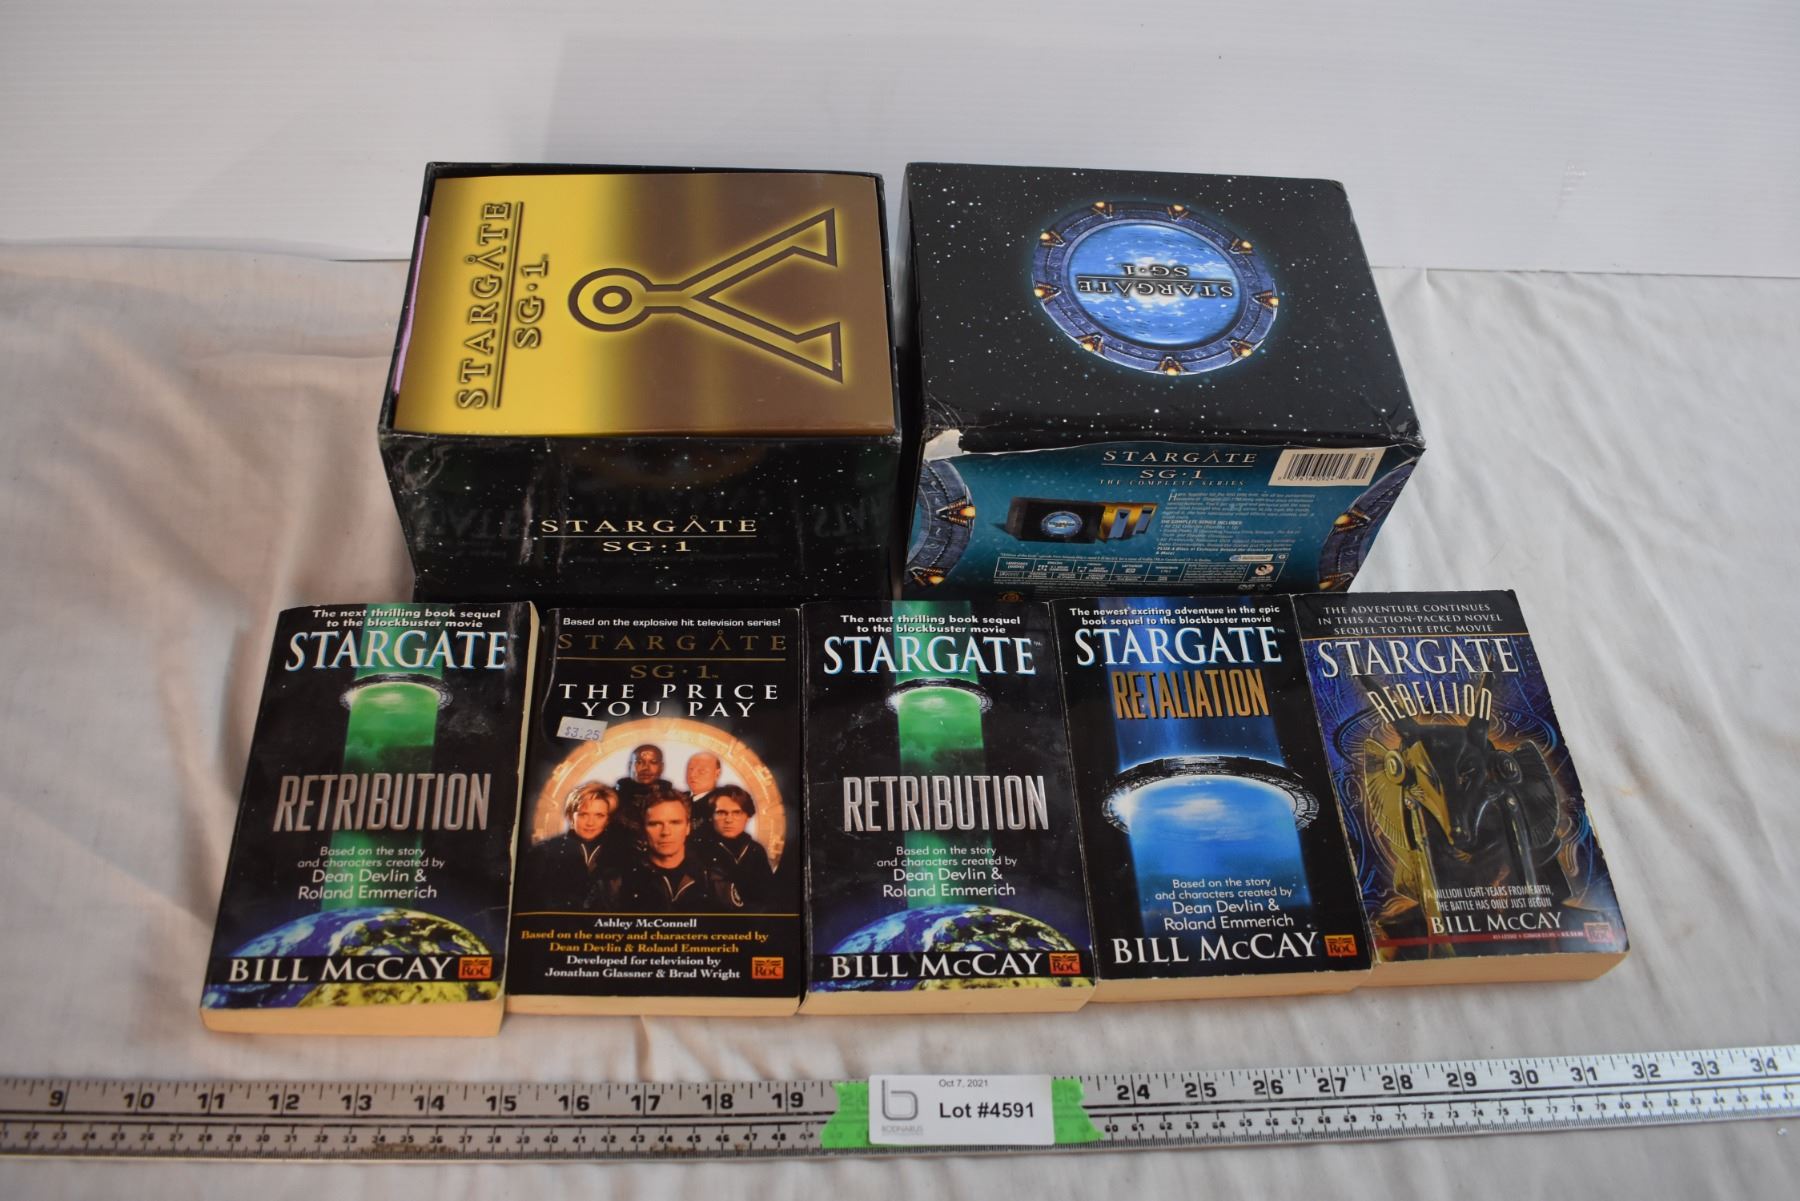 STARGATE
SG·1
STARGATE
SG·1
STARGATE
SG·1
STARGATE
SG·1
THE COMPLETE SERIES
THE COMPLETE SERIES INCLUDES:
The next thrilling book sequel
to the blockbuster movie
STARGATE
RETRIBUTION
Based on the story
and characters created by
Dean Devlin &
Roland Emmerich
BILL McCAY
ROC
Based on the explosive hit television series!
STARGATE
SG·1
THE PRICE
YOU PAY
$3.25
Ashley McConnell
Based on the story and characters created by
Dean Devlin & Roland Emmerich
Developed for television by
Jonathan Glassner & Brad Wright
ROC
The next thrilling book sequel
to the blockbuster movie
STARGATE
RETRIBUTION
Based on the story
and characters created by
Dean Devlin &
Roland Emmerich
BILL McCAY
ROC
The newest exciting adventure in the epic
book sequel to the blockbuster movie
STARGATE
RETALIATION
Based on the story
and characters created by
Dean Devlin &
Roland Emmerich
BILL McCAY
ROC
THE ADVENTURE CONTINUES
IN THIS ACTION-PACKED NOVEL
SEQUEL TO THE EPIC MOVIE
STARGATE
REBELLION
A MILLION LIGHT-YEARS FROM EARTH,
THE BATTLE HAS ONLY JUST BEGUN
BILL McCAY
9 10 11 12 13 14 15 16 17 18 19 24 25 26 27 28 29 30 31 32 33 34
Oct 7, 2021
Lot #4591
BODNARUS